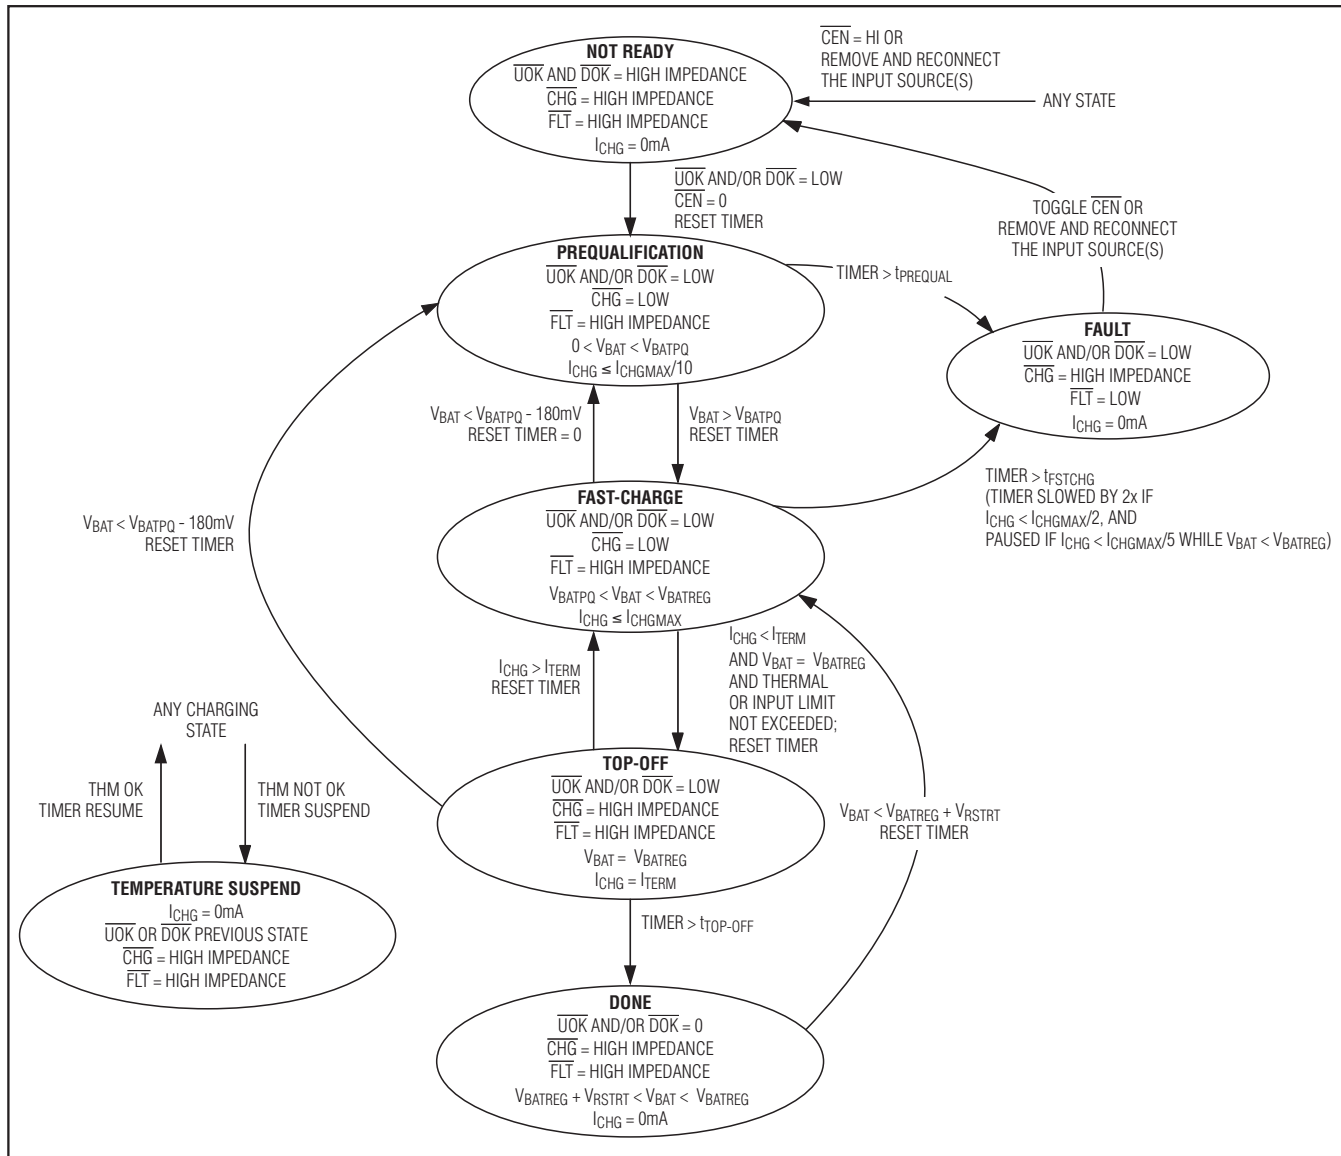 NOT READY
UOK AND DOK = HIGH IMPEDANCE
CHG = HIGH IMPEDANCE
FLT = HIGH IMPEDANCE
ICHG = 0mA
CEN = HI OR
REMOVE AND RECONNECT
THE INPUT SOURCE(S)
ANY STATE
UOK AND/OR DOK = LOW
CEN = 0
RESET TIMER
TOGGLE CEN OR
REMOVE AND RECONNECT
THE INPUT SOURCE(S)
PREQUALIFICATION
UOK AND/OR DOK = LOW
CHG = LOW
FLT = HIGH IMPEDANCE
0 < VBAT < VBATPQ
ICHG ≤ ICHGMAX/10
TIMER > tPREQUAL
FAULT
UOK AND/OR DOK = LOW
CHG = HIGH IMPEDANCE
FLT = LOW
ICHG = 0mA
VBAT < VBATPQ - 180mV
RESET TIMER = 0
VBAT > VBATPQ
RESET TIMER
TIMER > tFSTCHG
(TIMER SLOWED BY 2x IF
ICHG < ICHGMAX/2, AND
PAUSED IF ICHG < ICHGMAX/5 WHILE VBAT < VBATREG)
VBAT < VBATPQ - 180mV
RESET TIMER
FAST-CHARGE
UOK AND/OR DOK = LOW
CHG = LOW
FLT = HIGH IMPEDANCE
VBATPQ < VBAT < VBATREG
ICHG ≤ ICHGMAX
ICHG > ITERM
RESET TIMER
ICHG < ITERM
AND VBAT = VBATREG
AND THERMAL
OR INPUT LIMIT
NOT EXCEEDED;
RESET TIMER
ANY CHARGING
STATE
THM OK
TIMER RESUME
THM NOT OK
TIMER SUSPEND
TOP-OFF
UOK AND/OR DOK = LOW
CHG = HIGH IMPEDANCE
FLT = HIGH IMPEDANCE
VBAT = VBATREG
ICHG = ITERM
VBAT < VBATREG + VRSTRT
RESET TIMER
TEMPERATURE SUSPEND
ICHG = 0mA
UOK OR DOK PREVIOUS STATE
CHG = HIGH IMPEDANCE
FLT = HIGH IMPEDANCE
TIMER > tTOP-OFF
DONE
UOK AND/OR DOK = 0
CHG = HIGH IMPEDANCE
FLT = HIGH IMPEDANCE
VBATREG + VRSTRT < VBAT < VBATREG
ICHG = 0mA